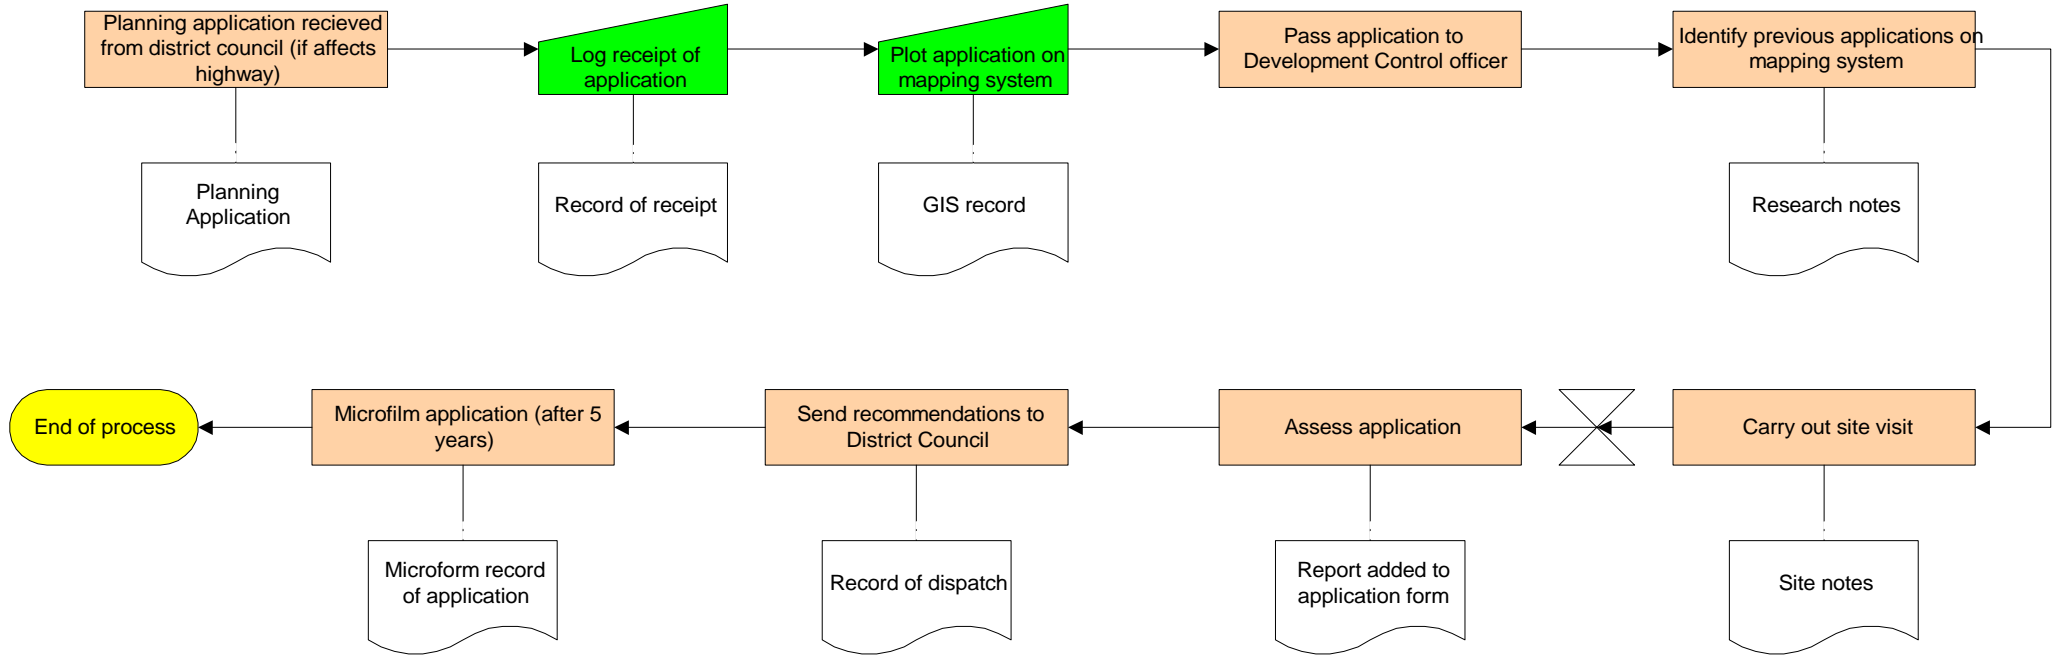 Planning application recieved
from district council (if affects
highway)
Log receipt of
application
Plot application on
mapping system
Pass application to
Development Control officer
Identify previous applications on
mapping system
Planning
Application
Record of receipt
GIS record
Research notes
End of process
Microfilm application (after 5
years)
Send recommendations to
District Council
Assess application
Carry out site visit
Microform record
of application
Record of dispatch
Report added to
application form
Site notes